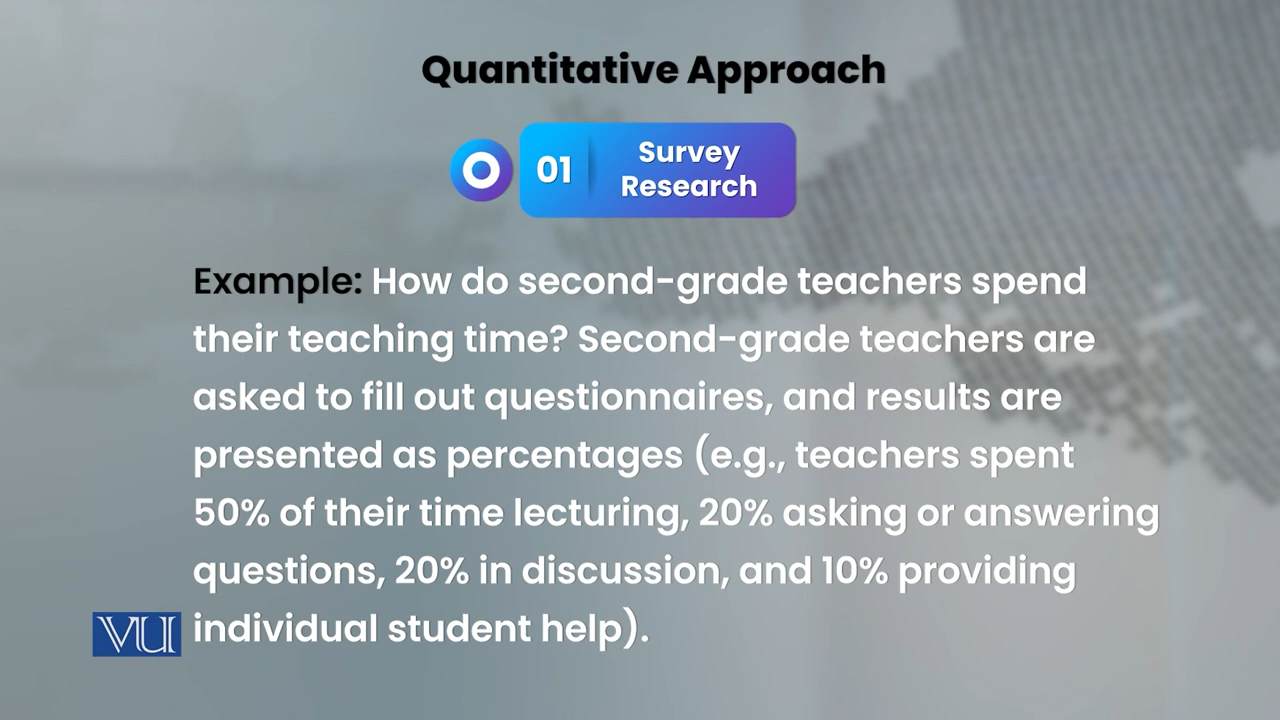 Quantitative Approach
01
Survey
Research
Example: How do second-grade teachers spend
their teaching time? Second-grade teachers are
asked to fill out questionnaires, and results are
presented as percentages (e.g., teachers spent
50% of their time lecturing, 20% asking or answering
questions, 20% in discussion, and 10% providing
individual student help).
VU